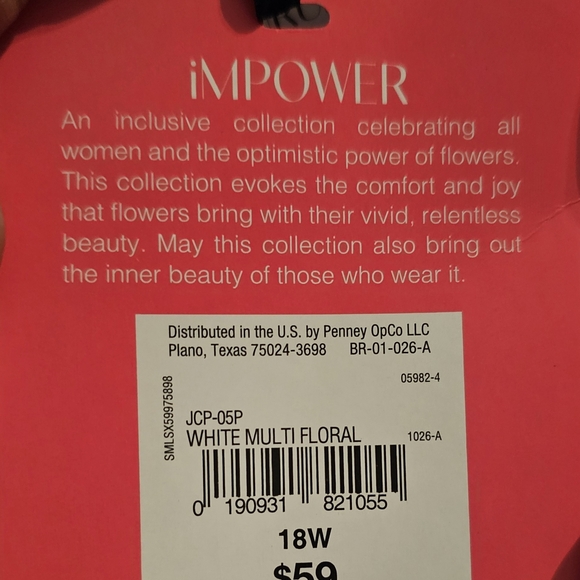 iMPOWER
An inclusive collection celebrating all
women and the optimistic power of flowers.
This collection evokes the comfort and joy
that flowers bring with their vivid, relentless
beauty. May this collection also bring out
the inner beauty of those who wear it.
Distributed in the U.S. by Penney OpCo LLC
Plano, Texas 75024-3698 BR-01-026-A
05982-4
SMLSX59975898
JCP-05P
WHITE MULTI FLORAL 1026-A
0 190931 821055
18W
$59